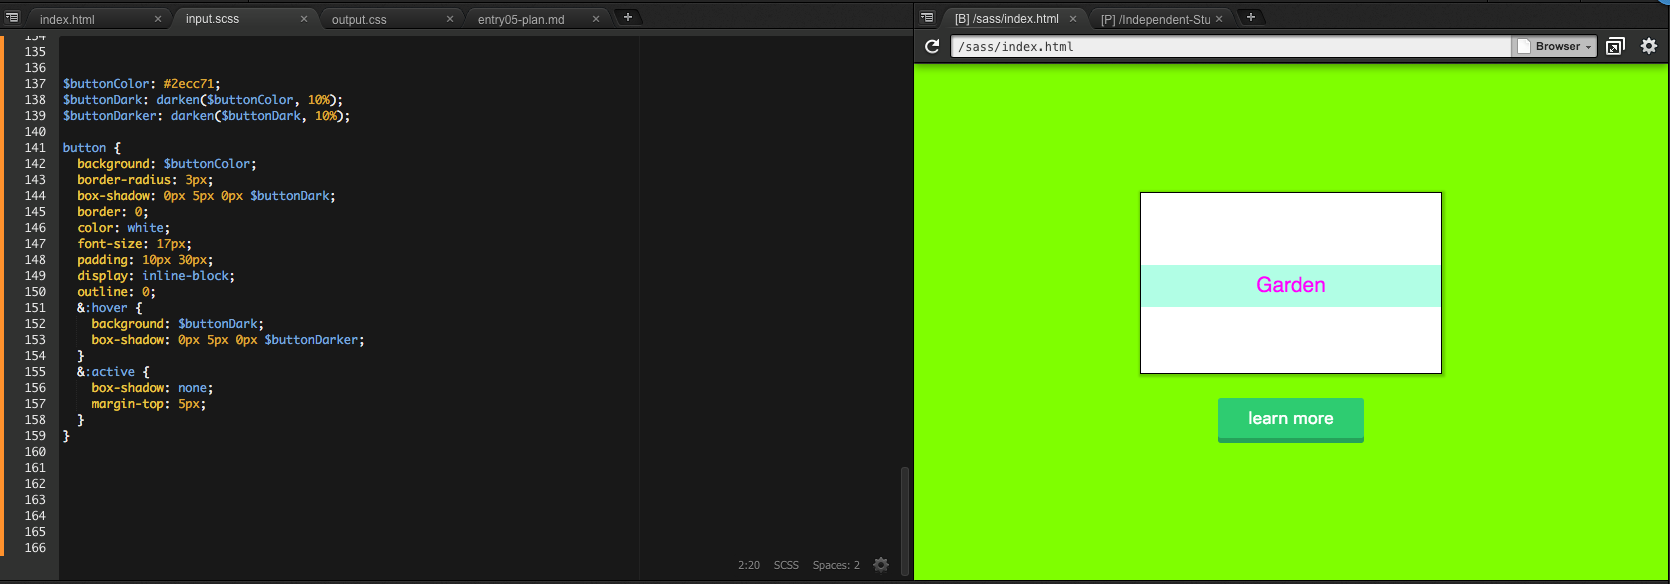 index.html × input.scss × output.css × entry05-plan.md × +
134
135
136
137 $buttonColor: #2ecc71;
138 $buttonDark: darken($buttonColor, 10%);
139 $buttonDarker: darken($buttonDark, 10%);
140
141 button {
142 background: $buttonColor;
143 border-radius: 3px;
144 box-shadow: 0px 5px 0px $buttonDark;
145 border: 0;
146 color: white;
147 font-size: 17px;
148 padding: 10px 30px;
149 display: inline-block;
150 outline: 0;
151 &:hover {
152 background: $buttonDark;
153 box-shadow: 0px 5px 0px $buttonDarker;
154 }
155 &:active {
156 box-shadow: none;
157 margin-top: 5px;
158 }
159 }
160
161
162
163
164
165
166
2:20 SCSS Spaces: 2
[B] /sass/index.html × [P] /Independent-Stu × +
/sass/index.html Browser
Garden
learn more